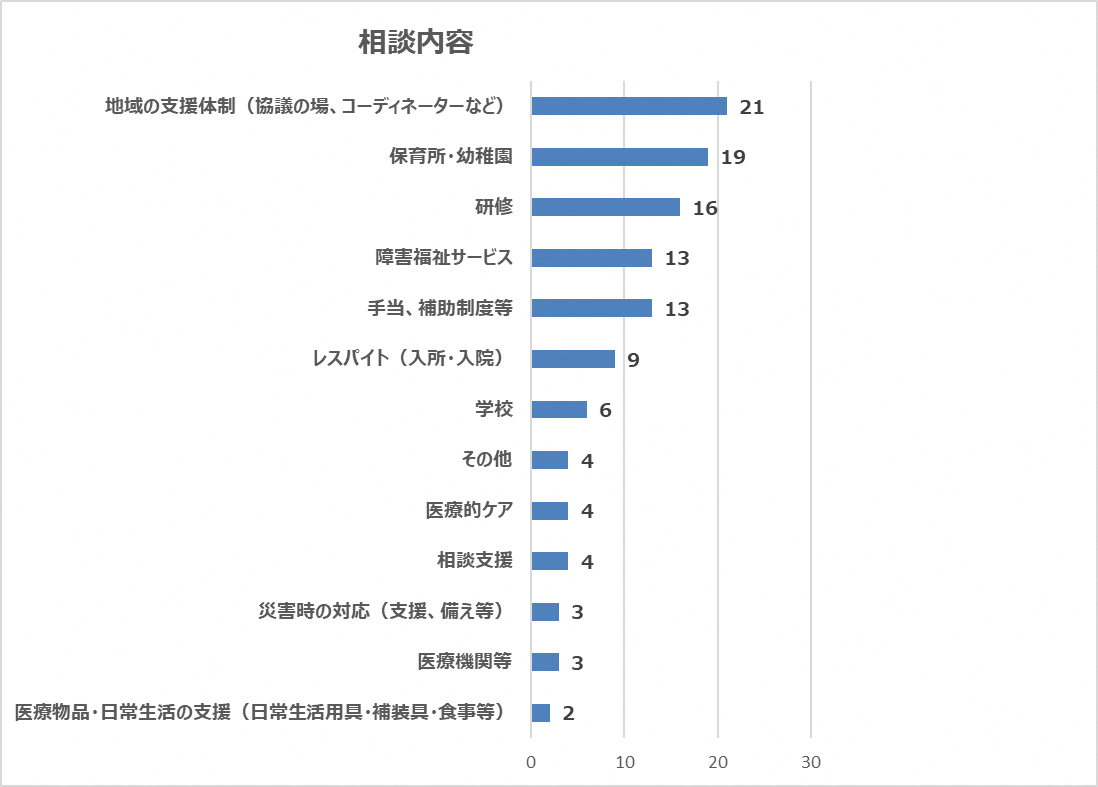 相談内容
地域の支援体制（協議の場、コーディネーターなど） 21
保育所・幼稚園 19
研修 16
障害福祉サービス 13
手当、補助制度等 13
レスパイト（入所・入院） 9
学校 6
その他 4
医療的ケア 4
相談支援 4
災害時の対応（支援、備え等） 3
医療機関等 3
医療物品・日常生活の支援（日常生活用具・補装具・食事等） 2
0 10 20 30